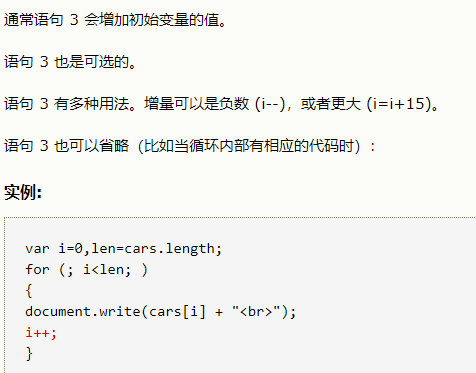 通常语句 3 会增加初始变量的值。
语句 3 也是可选的。
语句 3 有多种用法。增量可以是负数 (i--)，或者更大 (i=i+15)。
语句 3 也可以省略（比如当循环内部有相应的代码时）：
实例:
var i=0,len=cars.length;
for (; i<len; )
{
document.write(cars[i] + "<br>");
i++;
}